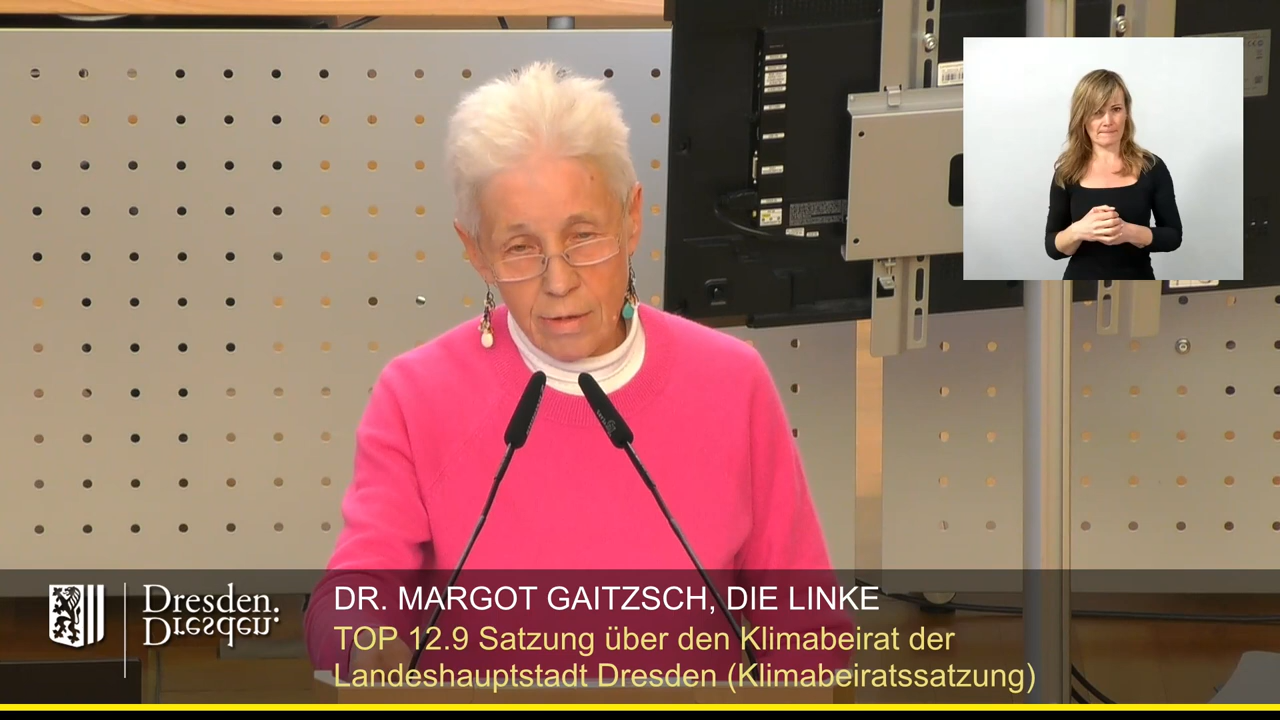 Dresden.
Dresden.
DR. MARGOT GAITZSCH, DIE LINKE
TOP 12.9 Satzung über den Klimabeirat der
Landeshauptstadt Dresden (Klimabeiratssatzung)